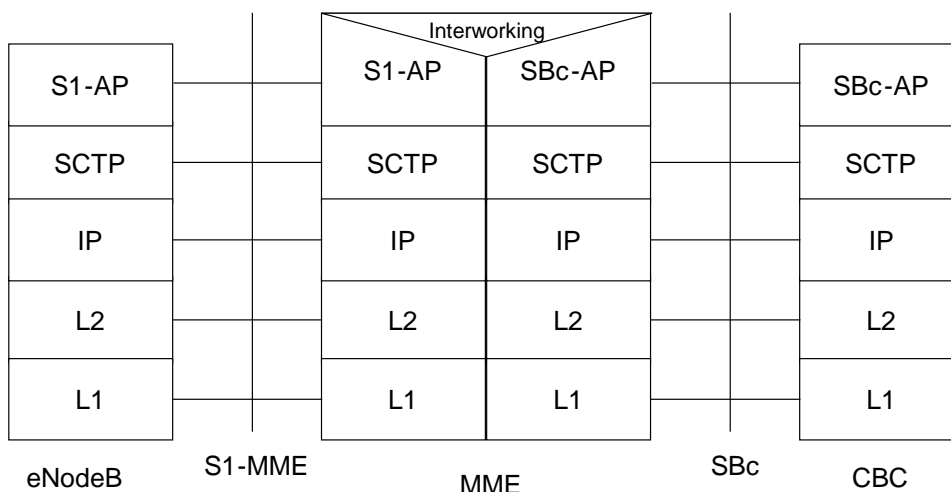 Interworking
S1-AP S1-AP SBc-AP SBc-AP
SCTP SCTP SCTP SCTP
IP IP IP IP
L2 L2 L2 L2
L1 L1 L1 L1
eNodeB S1-MME MME SBc CBC